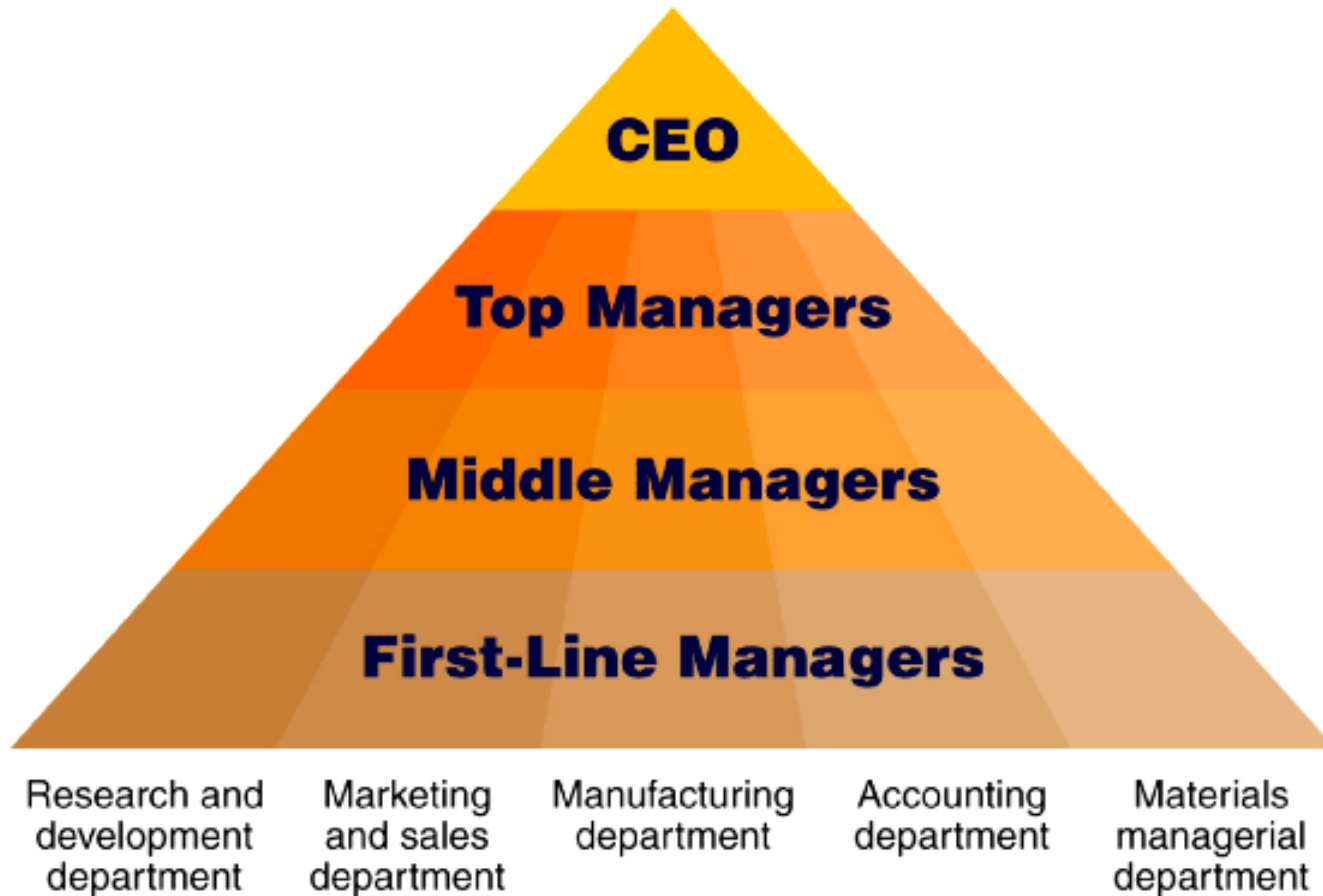 CEO
Top Managers
Middle Managers
First-Line Managers
Research and
development
department
Marketing
and sales
department
Manufacturing
department
Accounting
department
Materials
managerial
department